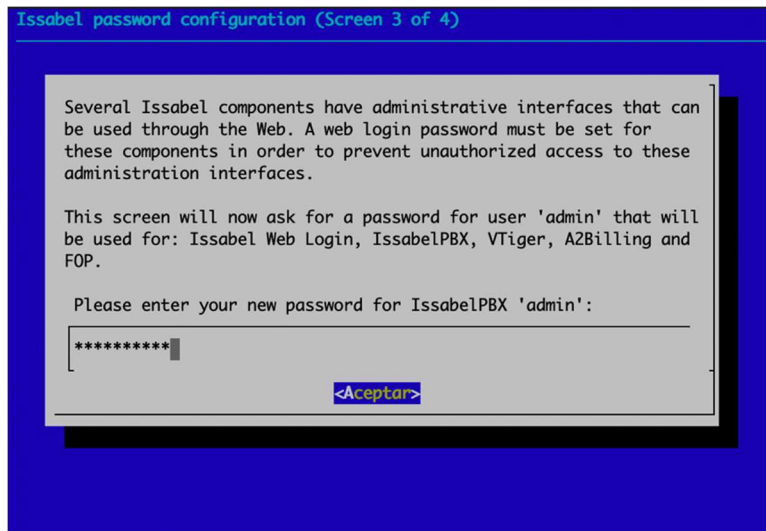 Issabel password configuration (Screen 3 of 4)
Several Issabel components have administrative interfaces that can
be used through the Web. A web login password must be set for
these components in order to prevent unauthorized access to these
administration interfaces.
This screen will now ask for a password for user 'admin' that will
be used for: Issabel Web Login, IssabelPBX, VTiger, A2Billing and
FOP.
Please enter your new password for IssabelPBX 'admin':
**********
<Aceptar>